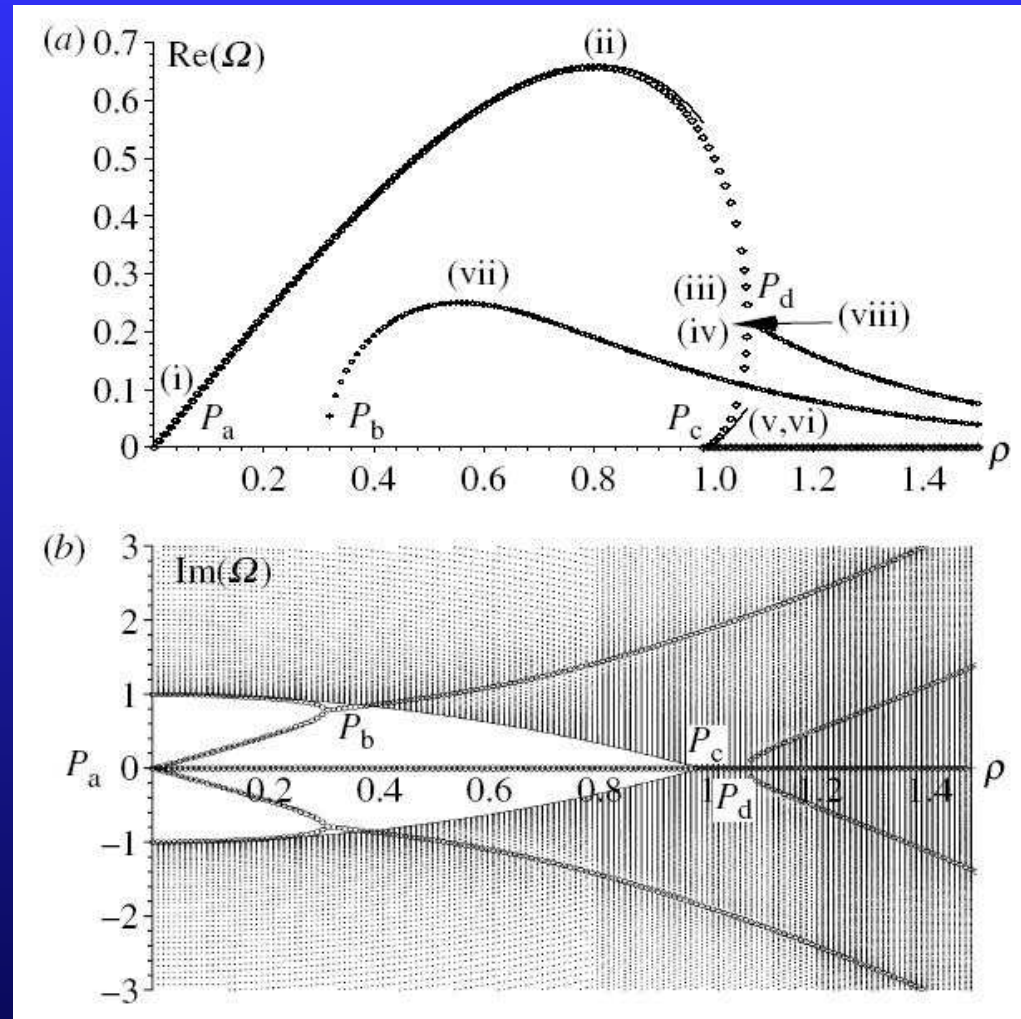 (a) 0.7 Re(Ω) (ii)
0.6
0.5
0.4
0.3 (vii) (iii) P_d
0.2 (iv) (viii)
0.1 (i) P_a P_b P_c (v,vi)
0 ρ
0.2 0.4 0.6 0.8 1.0 1.2 1.4
(b) 3 Im(Ω)
2
1
P_b P_c
P_a 0 ρ
0.2 0.4 0.6 0.8 1.0 P_d 1.2 1.4
−1
−2
−3